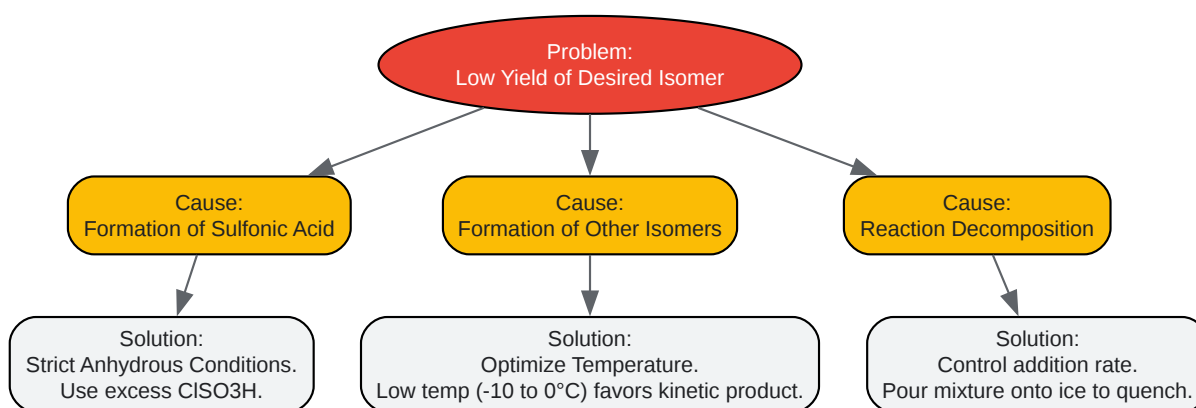 Problem:
Low Yield of Desired Isomer
Cause:
Formation of Sulfonic Acid
Cause:
Formation of Other Isomers
Cause:
Reaction Decomposition
Solution:
Strict Anhydrous Conditions.
Use excess ClSO3H.
Solution:
Optimize Temperature.
Low temp (-10 to 0°C) favors kinetic product.
Solution:
Control addition rate.
Pour mixture onto ice to quench.